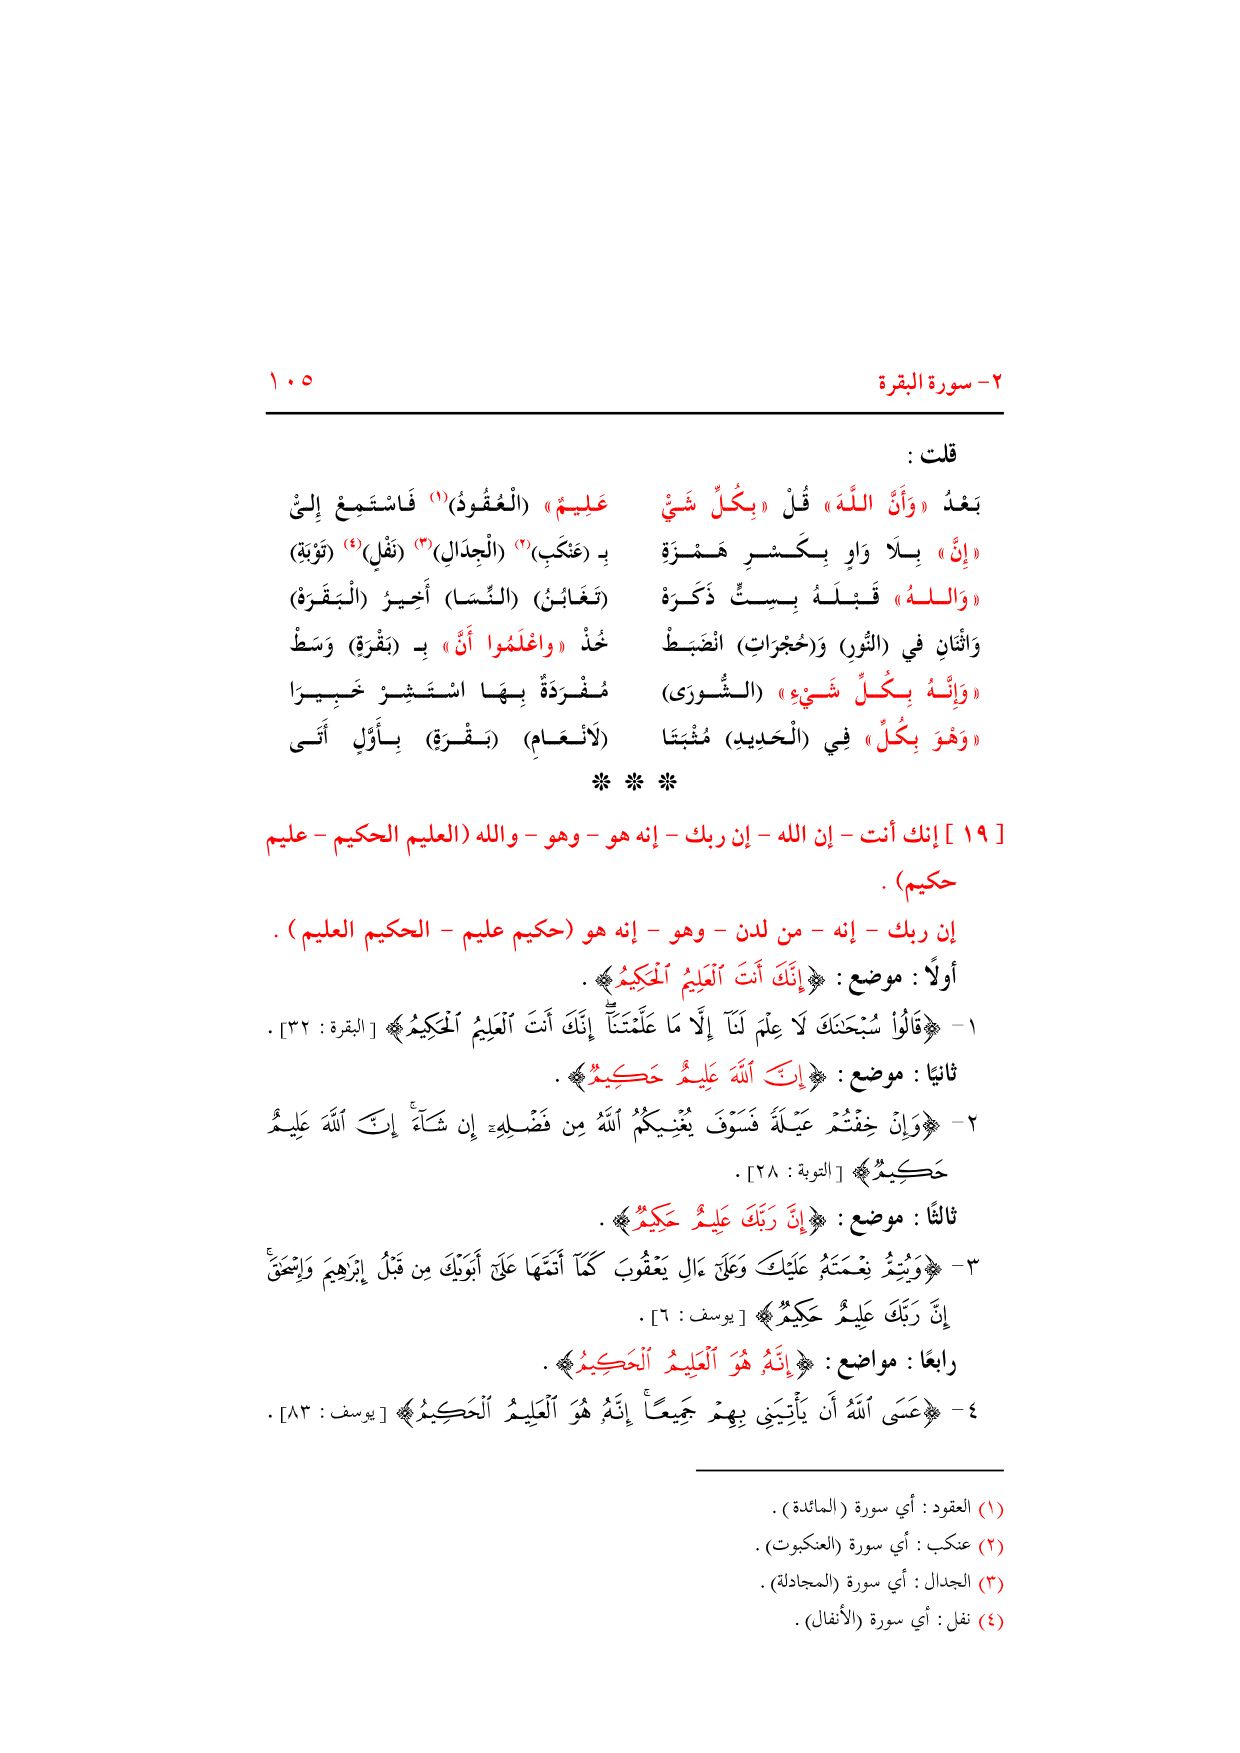 ٢- سورة البقرة ١٠٥
قلت :
بَعْدُ «وَأَنَّ اللَّهَ» قُلْ «بِكُلِّ شَيْْ عَلِيمٌ» (الْعُقُودُ)(١) فَاسْتَمِعْ إِلَىْْ
«إِنَّ» بِلَا وَاوٍ بِكَسْرِ هَمْزَةِ بِـ (عَنْكَبِ)(٢) (الْجِدَالِ)(٣) (نَفْلٍ)(٤) (تَوْبَةِ)
«وَاللهُ» قَبْلَهُ بِسِتٍّ ذَكَرَهْ (تَغَابُنُ) (النِّسَا) أَخِيرُ (الْبَقَرَهْ)
وَاثْنَانِ في (النُّورِ) وَ(حُجْرَاتِ) انْضَبَطْ خُذْ «واعْلَمُوا أَنَّ» بِـ (بَقْرَةٍ) وَسَطْ
«وَإِنَّهُ بِكُلِّ شَيْءِ» (الشُّورَى) مُفْرَدَةٌ بِهَا اسْتَشِرْ خَبِيرَا
«وَهْوَ بِكُلِّ» فِي (الْحَدِيدِ) مُثْبَتَا (لَانْعَامِ) (بَقْرَةٍ) بِأَوَّلٍ أَتَى
* * *
[ ١٩ ] إنك أنت – إن الله – إن ربك – إنه هو – وهو – والله (العليم الحكيم – عليم
حكيم) .
إن ربك – إنه – من لدن – وهو – إنه هو (حكيم عليم – الحكيم العليم) .
أولًا : موضع : ﴿إِنَّكَ أَنتَ ٱلْعَلِيمُ ٱلْحَكِيمُ﴾ .
١- ﴿قَالُوا۟ سُبْحَـٰنَكَ لَا عِلْمَ لَنَآ إِلَّا مَا عَلَّمْتَنَآ ۖ إِنَّكَ أَنتَ ٱلْعَلِيمُ ٱلْحَكِيمُ﴾ [البقرة : ٣٢] .
ثانيًا : موضع : ﴿إِنَّ ٱللَّهَ عَلِيمٌ حَكِيمٌ﴾ .
٢- ﴿وَإِنْ خِفْتُمْ عَيْلَةً فَسَوْفَ يُغْنِيكُمُ ٱللَّهُ مِن فَضْلِهِۦٓ إِن شَآءَ ۚ إِنَّ ٱللَّهَ عَلِيمٌ
حَكِيمٌ﴾ [التوبة : ٢٨] .
ثالثًا : موضع : ﴿إِنَّ رَبَّكَ عَلِيمٌ حَكِيمٌ﴾ .
٣- ﴿وَيُتِمُّ نِعْمَتَهُۥ عَلَيْكَ وَعَلَىٰٓ ءَالِ يَعْقُوبَ كَمَآ أَتَمَّهَا عَلَىٰٓ أَبَوَيْكَ مِن قَبْلُ إِبْرَٰهِيمَ وَإِسْحَـٰقَ ۚ
إِنَّ رَبَّكَ عَلِيمٌ حَكِيمٌ﴾ [يوسف : ٦] .
رابعًا : مواضع : ﴿إِنَّهُۥ هُوَ ٱلْعَلِيمُ ٱلْحَكِيمُ﴾ .
٤- ﴿عَسَى ٱللَّهُ أَن يَأْتِيَنِى بِهِمْ جَمِيعًا ۚ إِنَّهُۥ هُوَ ٱلْعَلِيمُ ٱلْحَكِيمُ﴾ [يوسف : ٨٣] .
(١) العقود : أي سورة (المائدة) .
(٢) عنكب : أي سورة (العنكبوت) .
(٣) الجدال : أي سورة (المجادلة) .
(٤) نفل : أي سورة (الأنفال) .